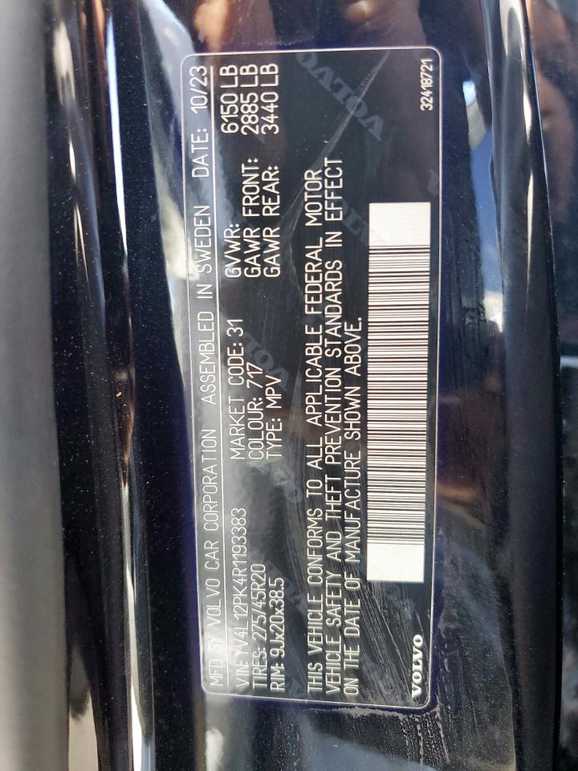 MFD BY VOLVO CAR CORPORATION ASSEMBLED IN SWEDEN DATE: 10/23
GVWR: 6150 LB
MARKET CODE: 31 GAWR FRONT: 2885 LB
TIRES: 275/45R20 COLOUR: 717 GAWR REAR: 3440 LB
RIM: 9Jx20x38.5 TYPE: MPV
THIS VEHICLE CONFORMS TO ALL APPLICABLE FEDERAL MOTOR
VEHICLE, SAFETY AND THEFT PREVENTION STANDARDS IN EFFECT
ON THE DATE OF MANUFACTURE SHOWN ABOVE.
VOLVO 32418721